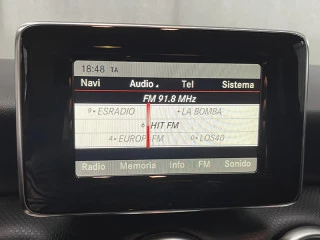 18:48 TA
Navi Audio Tel Sistema
FM 91.8 MHz
ESRADIO LA BOMBA
HIT FM
EUROP FM LOS40
Radio Memoria Info FM Sonido